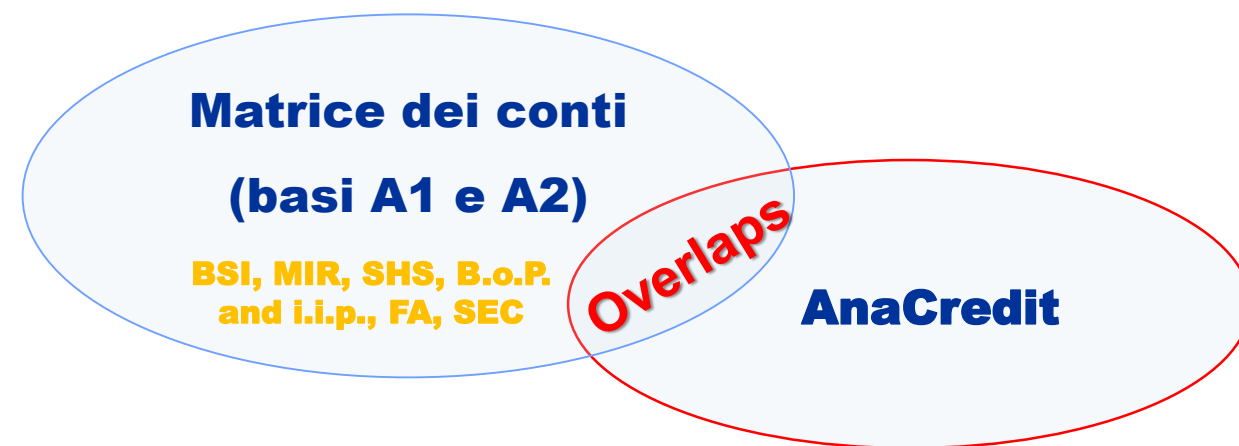 Matrice dei conti
(basi A1 e A2)
BSI, MIR, SHS, B.o.P.
and i.i.p., FA, SEC
Overlaps
AnaCredit